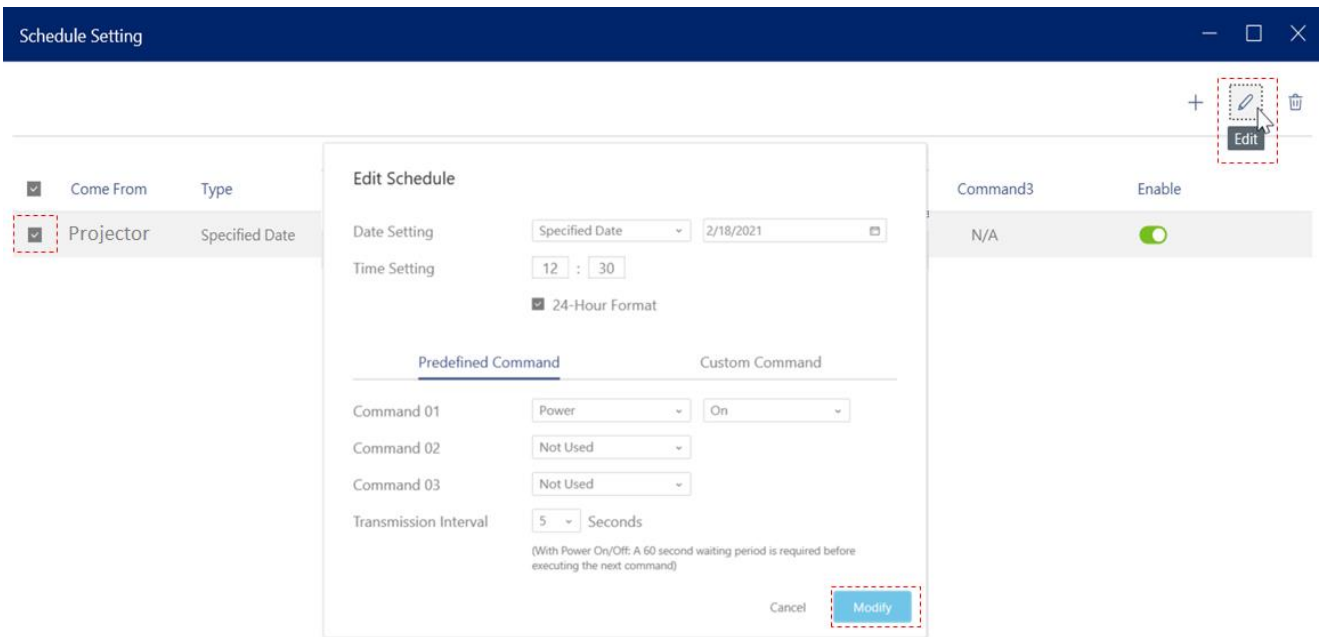 Schedule Setting
Edit
Come From Type Command3 Enable
Projector Specified Date N/A
Edit Schedule
Date Setting Specified Date 2/18/2021
Time Setting 12 : 30
24-Hour Format
Predefined Command Custom Command
Command 01 Power On
Command 02 Not Used
Command 03 Not Used
Transmission Interval 5 Seconds
(With Power On/Off: A 60 second waiting period is required before
executing the next command)
Cancel Modify